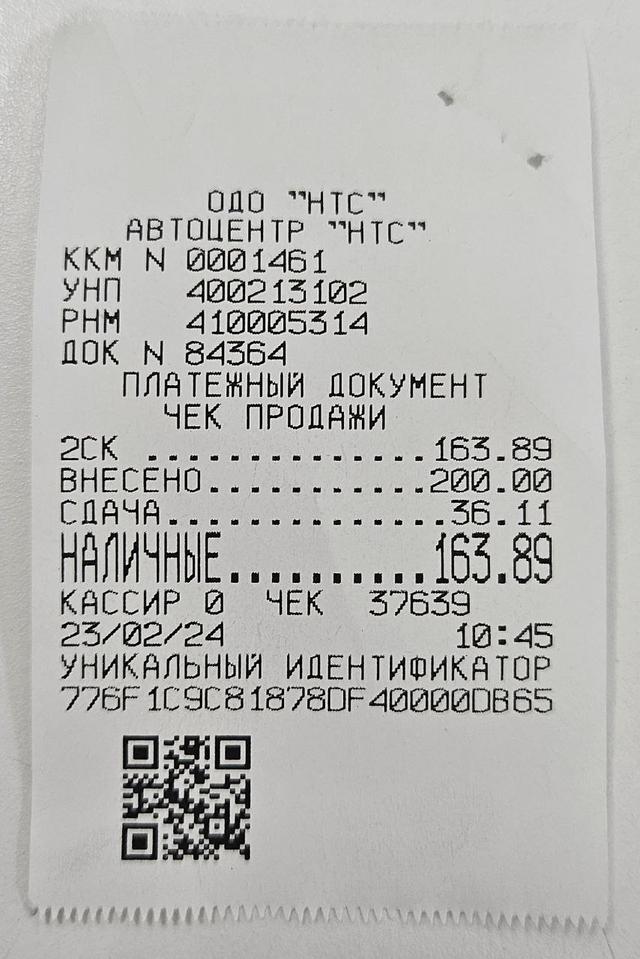 ОДО "НТС"
АВТОЦЕНТР "НТС"
ККМ N 0001461
УНП 400213102
РНМ 410005314
ДОК N 84364
ПЛАТЕЖНЫЙ ДОКУМЕНТ
ЧЕК ПРОДАЖИ
2СК ..............163.89
ВНЕСЕНО...........200.00
СДАЧА..............36.11
НАЛИЧНЫЕ..........163.89
КАССИР 0 ЧЕК 37639
23/02/24 10:45
УНИКАЛЬНЫЙ ИДЕНТИФИКАТОР
776F1C9C81878DF40000DB65